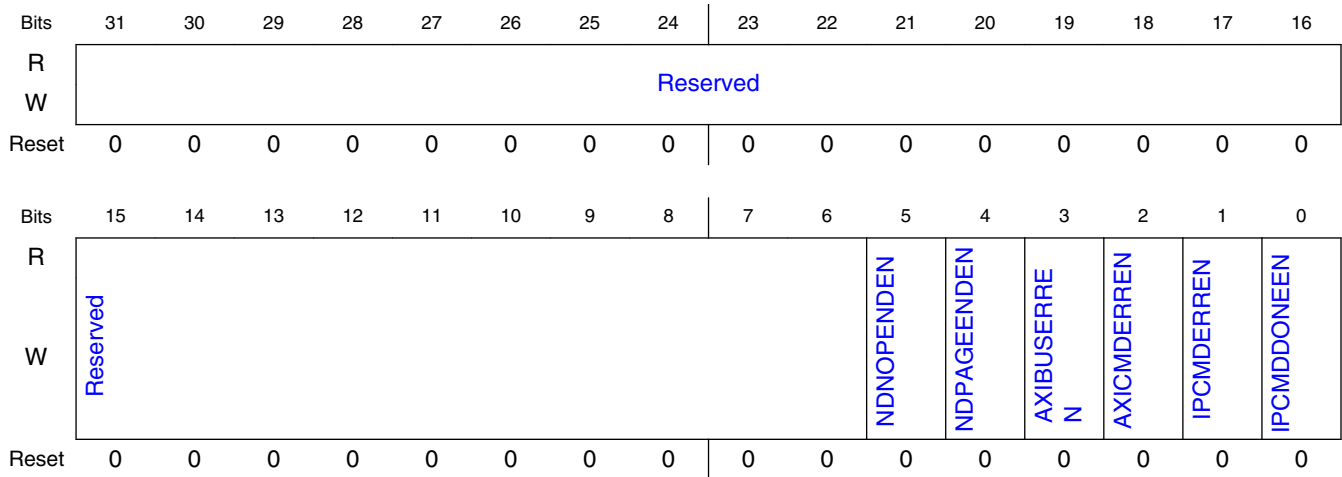 Bits 31 30 29 28 27 26 25 24 23 22 21 20 19 18 17 16
R
Reserved
W
Reset 0 0 0 0 0 0 0 0 0 0 0 0 0 0 0 0
Bits 15 14 13 12 11 10 9 8 7 6 5 4 3 2 1 0
R
W
Reserved
NDNOPENDEN
NDPAGEENDEN
AXIBUSERRE
N
AXICMDERREN
IPCMDERREN
IPCMDDONEEN
Reset 0 0 0 0 0 0 0 0 0 0 0 0 0 0 0 0